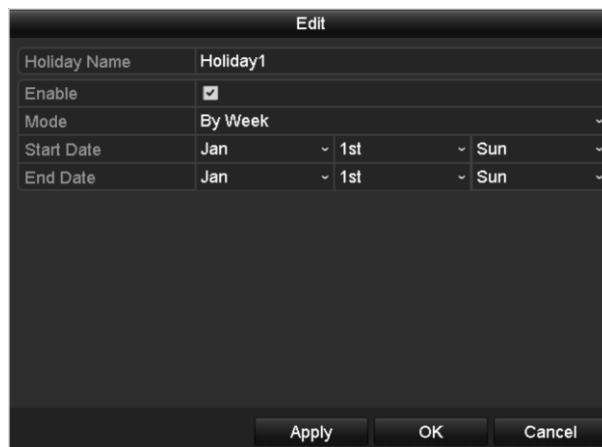 Edit
Holiday Name Holiday1
Enable
Mode By Week
Start Date Jan 1st Sun
End Date Jan 1st Sun
Apply OK Cancel